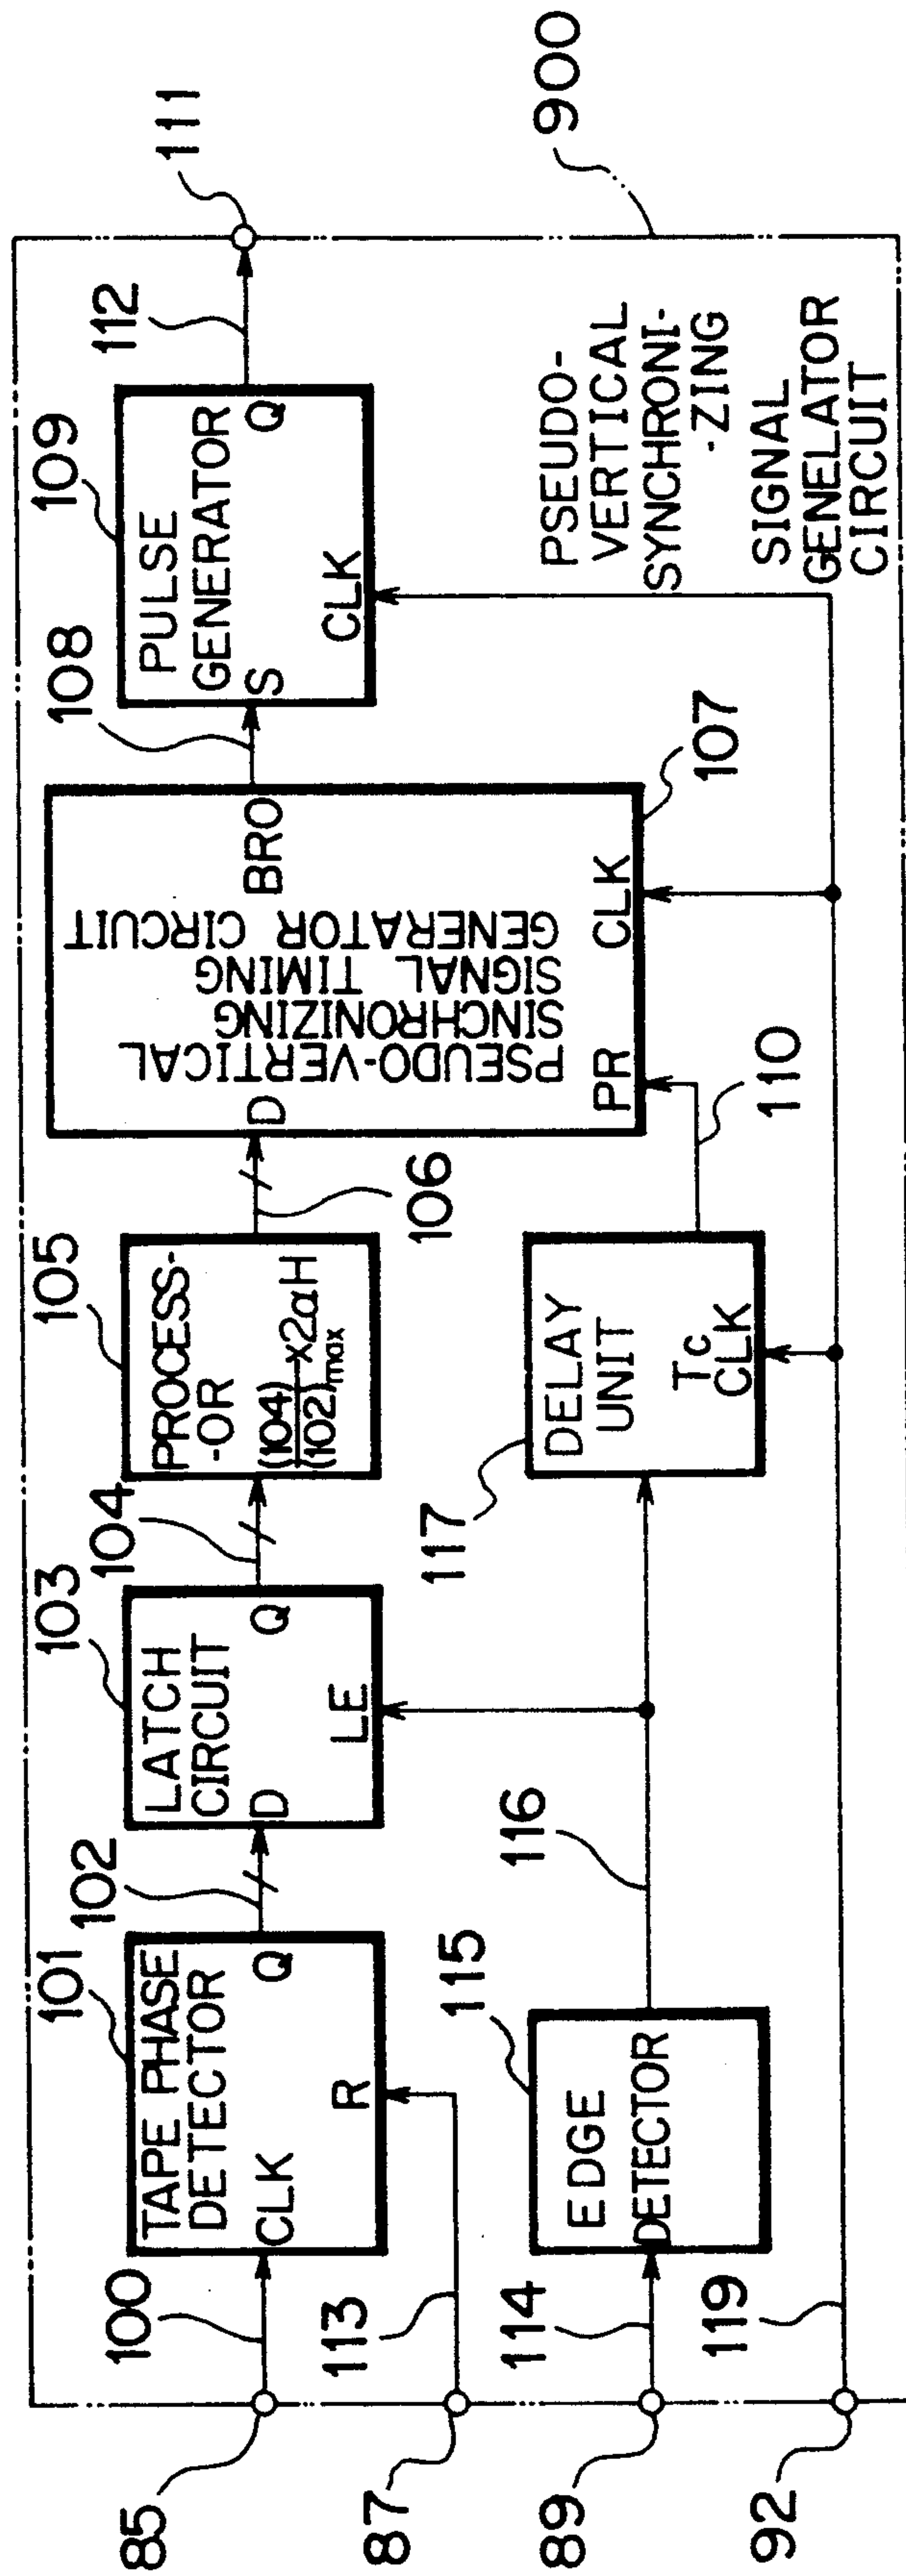 85
100
101
TAPE PHASE
DETECTOR
CLK
Q
R
102
103
LATCH
CIRCUIT
D
Q
LE
104
105
PROCESS-
-OR
(104)
(102)max
×2αH
106
D
BRO
PSEUDO-VERTICAL
SINCHRONIZING
SIGNAL TIMING
GENERATOR CIRCUIT
PR
CLK
107
108
109
PULSE
GENERATOR
S
Q
CLK
112
111
87
113
89
114
115
EDGE
DETECTOR
116
117
DELAY
UNIT
Tc
CLK
110
92
119
PSEUDO-
VERTICAL
SYNCHRONI-
-ZING
SIGNAL
GENELATOR
CIRCUIT
900